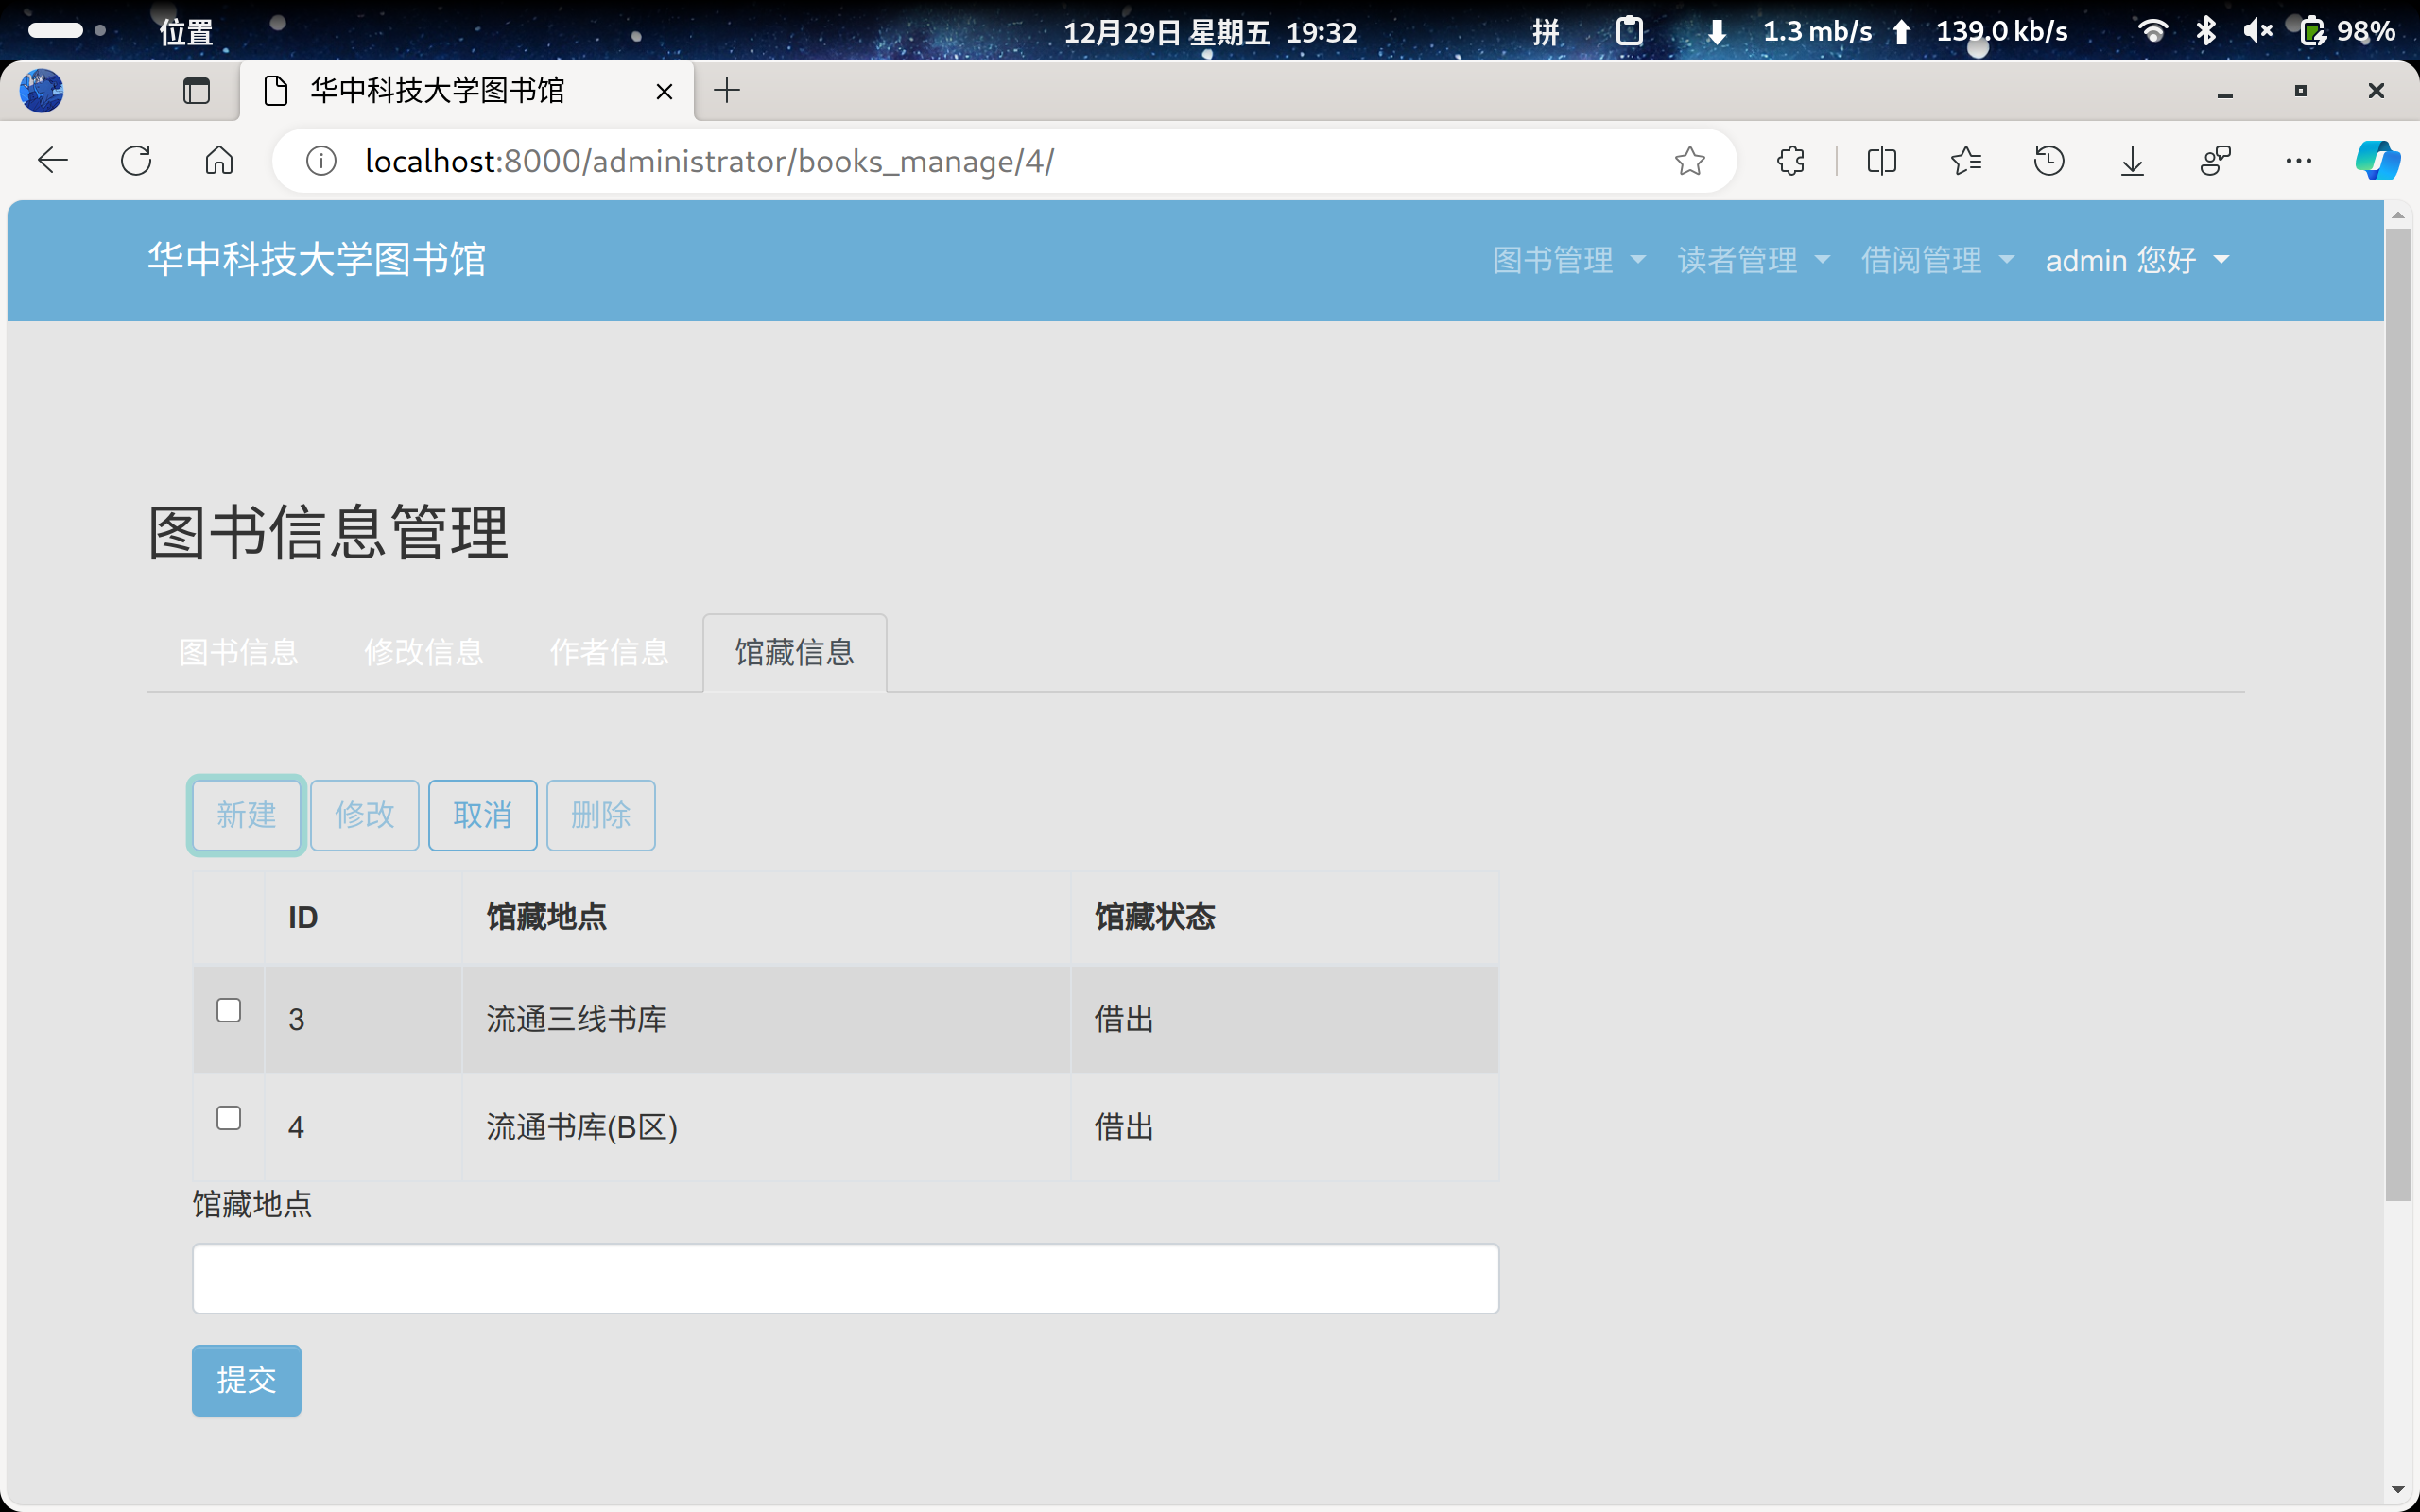 位置
12月29日 星期五 19:32
拼
1.3 mb/s
139.0 kb/s
98%
华中科技大学图书馆
localhost:8000/administrator/books_manage/4/
华中科技大学图书馆
图书管理
读者管理
借阅管理
admin 您好
图书信息管理
图书信息
修改信息
作者信息
馆藏信息
新建
修改
取消
删除
ID 馆藏地点 馆藏状态
3 流通三线书库 借出
4 流通书库(B区) 借出
馆藏地点
提交